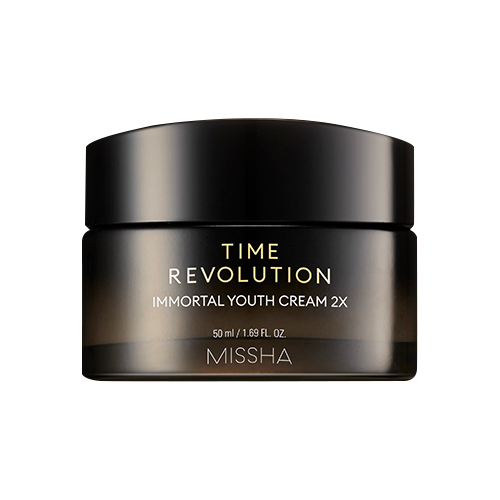 TIME
REVOLUTION
IMMORTAL YOUTH CREAM 2X
50 ml / 1.69 FL. OZ.
MISSHA